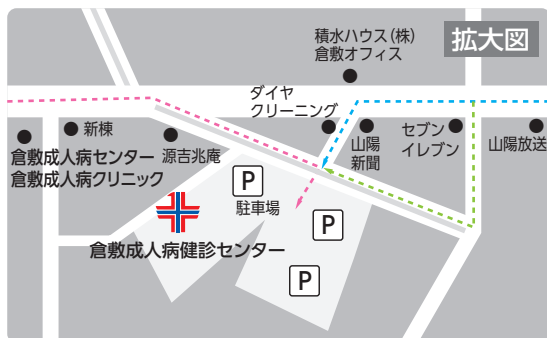 積水ハウス(株)
倉敷オフィス
拡大図
ダイヤ
クリーニング
新棟
源吉兆庵
山陽
新聞
セブン
イレブン
山陽放送
倉敷成人病センター
倉敷成人病クリニック
P
駐車場
P
倉敷成人病健診センター
P